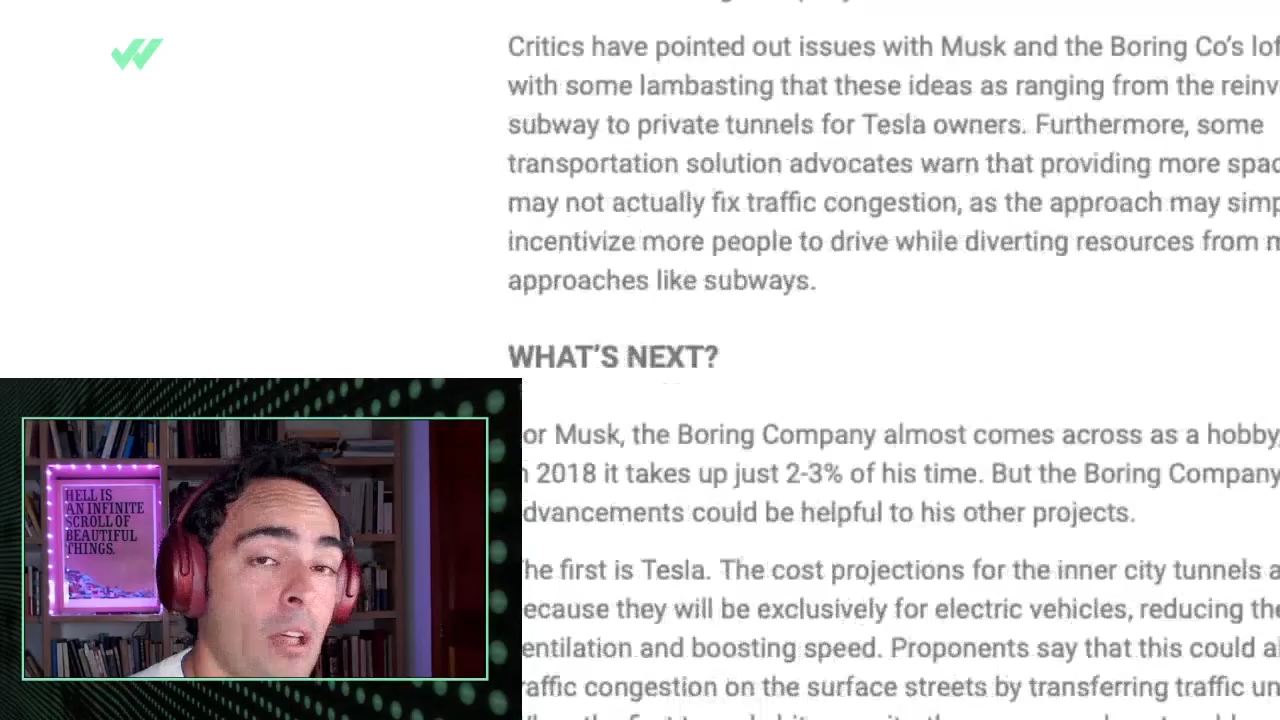 Critics have pointed out issues with Musk and the Boring Co's lof
with some lambasting that these ideas as ranging from the reinv
subway to private tunnels for Tesla owners. Furthermore, some
transportation solution advocates warn that providing more spac
may not actually fix traffic congestion, as the approach may simp
incentivize more people to drive while diverting resources from m
approaches like subways.
WHAT'S NEXT?
or Musk, the Boring Company almost comes across as a hobby,
n 2018 it takes up just 2-3% of his time. But the Boring Company
dvancements could be helpful to his other projects.
he first is Tesla. The cost projections for the inner city tunnels a
ecause they will be exclusively for electric vehicles, reducing the
entilation and boosting speed. Proponents say that this could al
raffic congestion on the surface streets by transferring traffic un
HELL IS
AN INFINITE
SCROLL OF
BEAUTIFUL
THINGS.